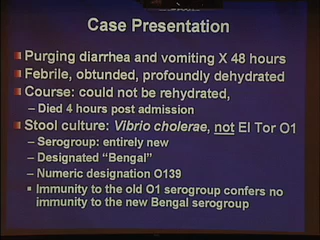 Case Presentation
Purging diarrhea and vomiting X 48 hours
Febrile, obtunded, profoundly dehydrated
Course: could not be rehydrated,
– Died 4 hours post admission
Stool culture: Vibrio cholerae, not El Tor O1
– Serogroup: entirely new
– Designated “Bengal”
– Numeric designation O139
▪ Immunity to the old O1 serogroup confers no
immunity to the new Bengal serogroup